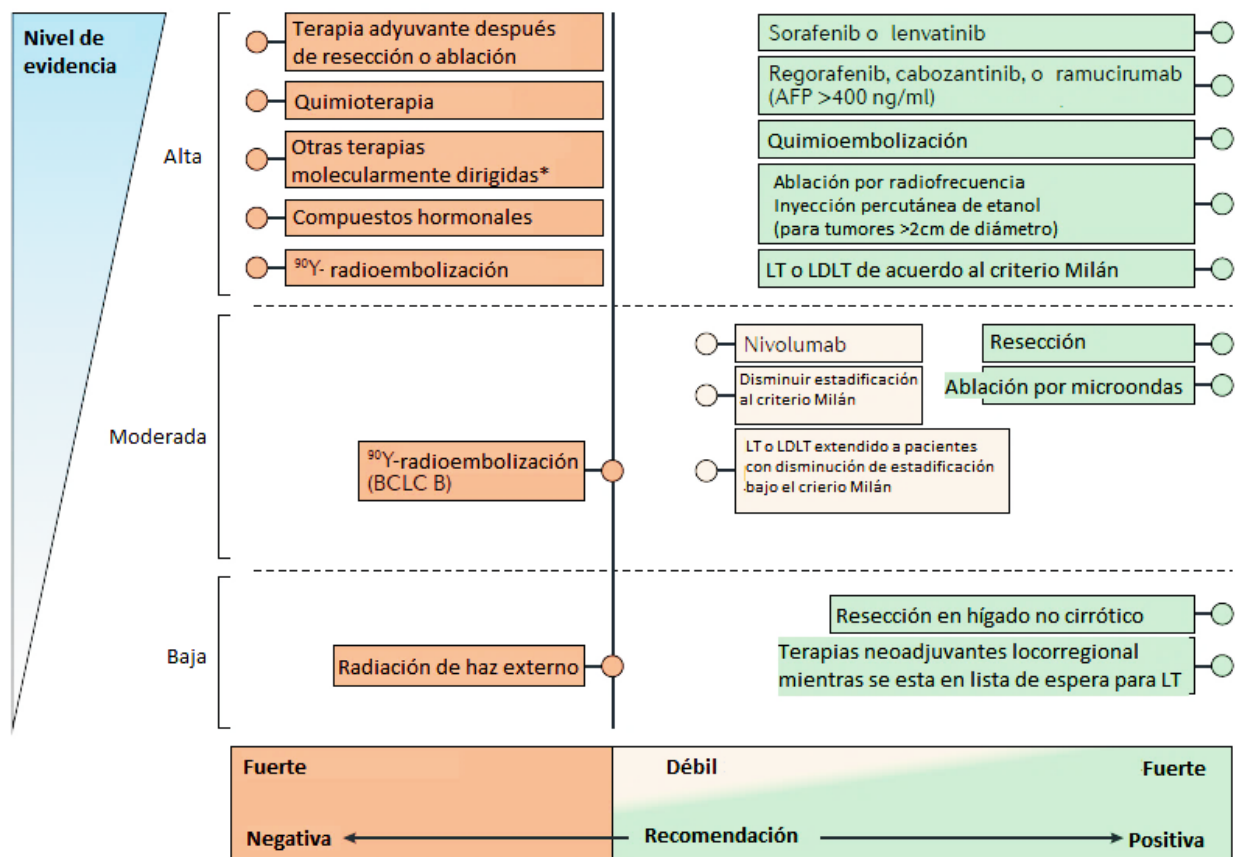 Nivel de
evidencia
Alta
Terapia adyuvante después
de resección o ablación
Quimioterapia
Otras terapias
molecularmente dirigidas*
Compuestos hormonales
⁹⁰Y- radioembolización
Sorafenib o lenvatinib
Regorafenib, cabozantinib, o ramucirumab
(AFP >400 ng/ml)
Quimioembolización
Ablación por radiofrecuencia
Inyección percutánea de etanol
(para tumores >2cm de diámetro)
LT o LDLT de acuerdo al criterio Milán
Moderada
⁹⁰Y-radioembolización
(BCLC B)
Nivolumab
Disminuir estadificación
al criterio Milán
LT o LDLT extendido a pacientes
con disminución de estadificación
bajo el crierio Milán
Resección
Ablación por microondas
Baja
Radiación de haz externo
Resección en hígado no cirrótico
Terapias neoadjuvantes locorregional
mientras se esta en lista de espera para LT
Fuerte
Débil
Fuerte
Negativa
Recomendación
Positiva